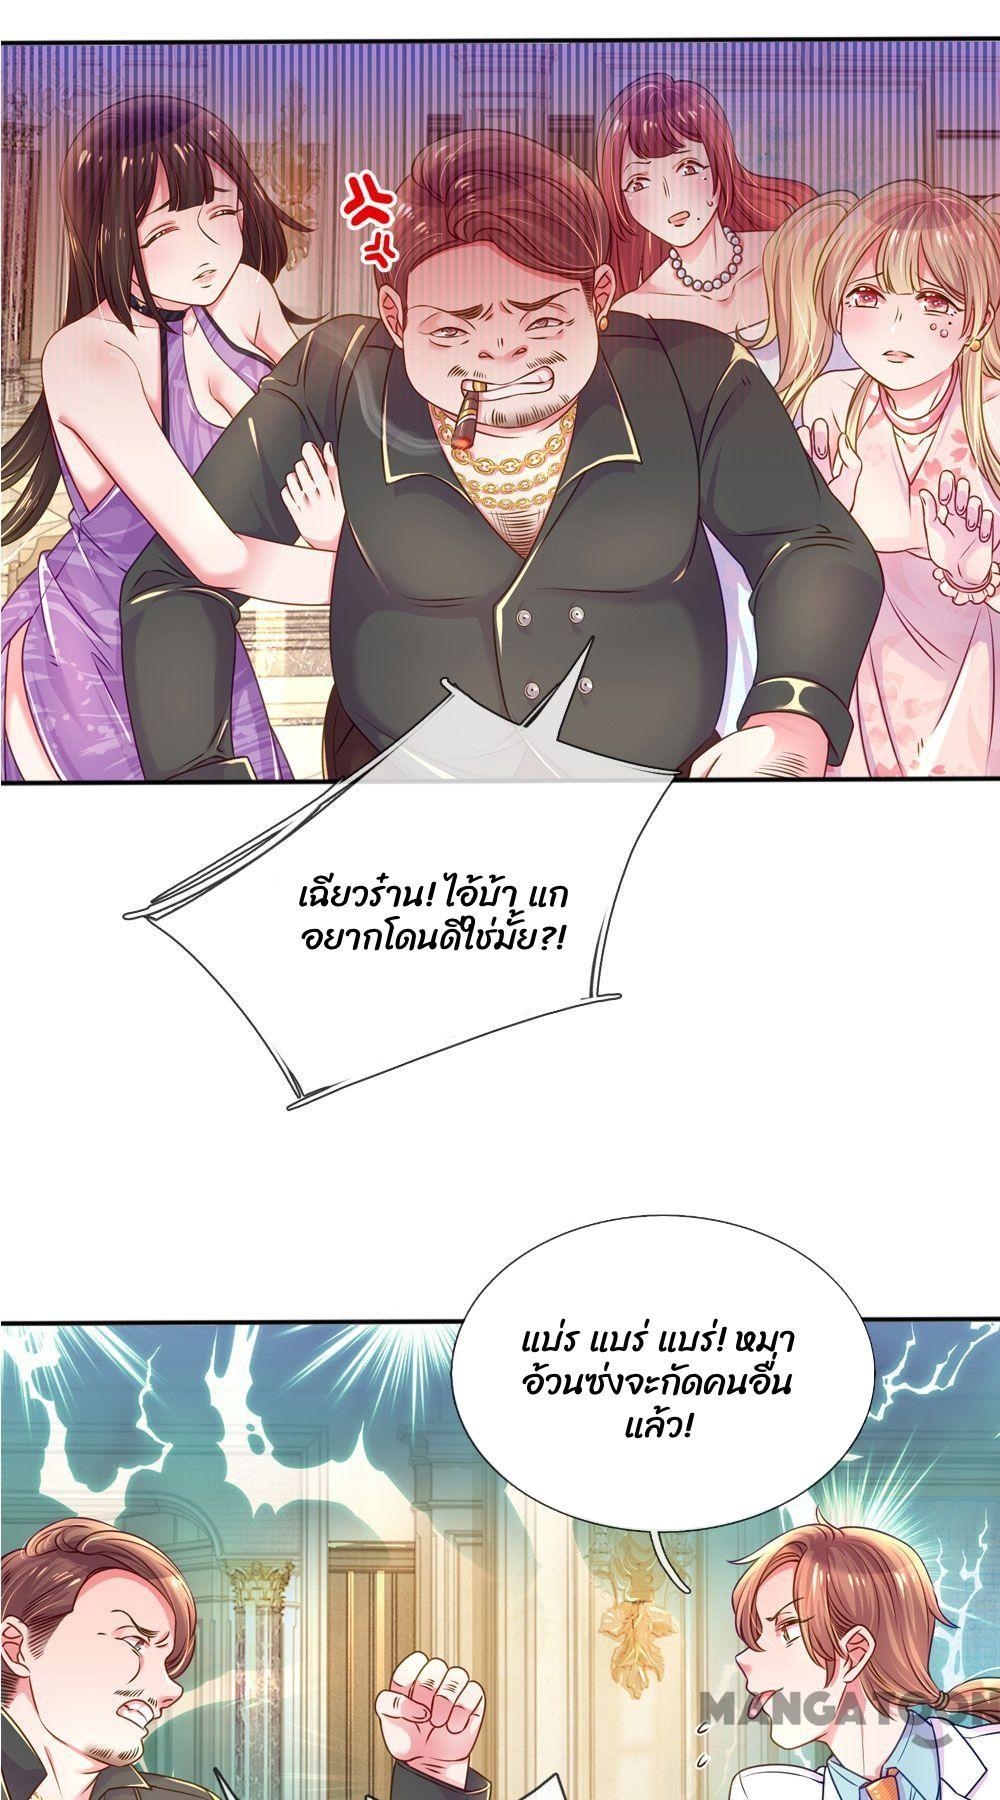 เฉียวร๋าน! ไอ้บ้า แก
อยากโดนดีใช่มั้ย?!
แบ่ร แบร่ แบร่! หมา
อ้วนซ่งจะกัดคนอื่น
แล้ว!
MANGATOON